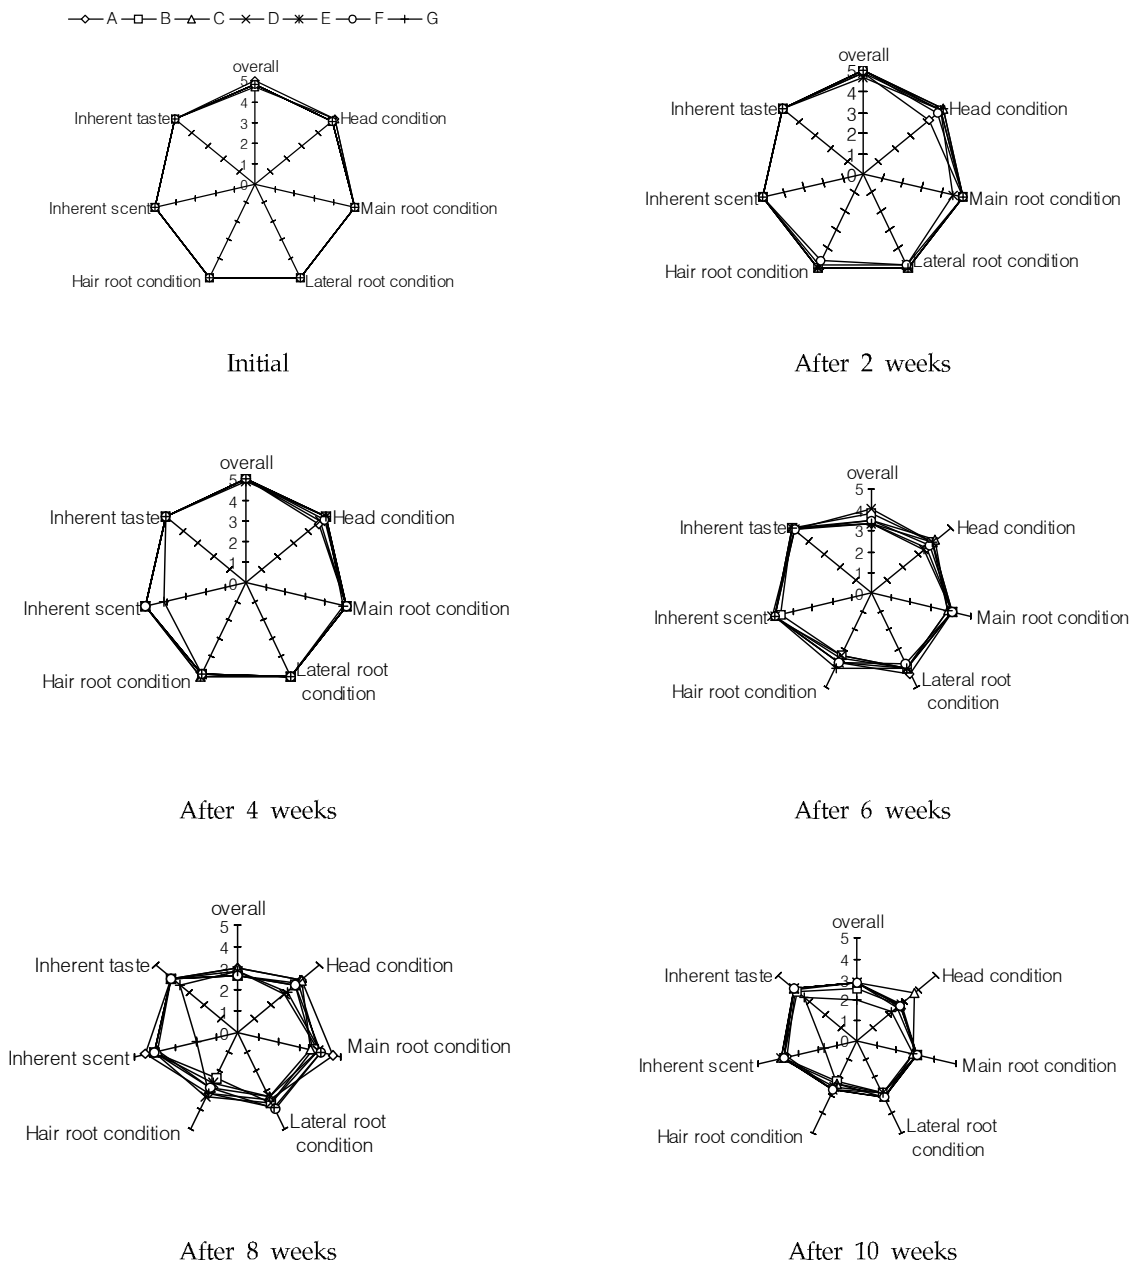 A B C D E F G
overall
5
4
3
2
1
0
Head condition
Main root condition
Lateral root condition
Hair root condition
Inherent scent
Inherent taste
Initial
overall
5
4
3
2
1
0
Head condition
Main root condition
Lateral root condition
Hair root condition
Inherent scent
Inherent taste
After 2 weeks
overall
5
4
3
2
1
0
Head condition
Main root condition
Lateral root
condition
Hair root condition
Inherent scent
Inherent taste
After 4 weeks
overall
5
4
3
2
1
0
Head condition
Main root condition
Lateral root
condition
Hair root condition
Inherent scent
Inherent taste
After 6 weeks
overall
5
4
3
2
1
0
Head condition
Main root condition
Lateral root
condition
Hair root condition
Inherent scent
Inherent taste
After 8 weeks
overall
5
4
3
2
1
0
Head condition
Main root condition
Lateral root
condition
Hair root condition
Inherent scent
Inherent taste
After 10 weeks